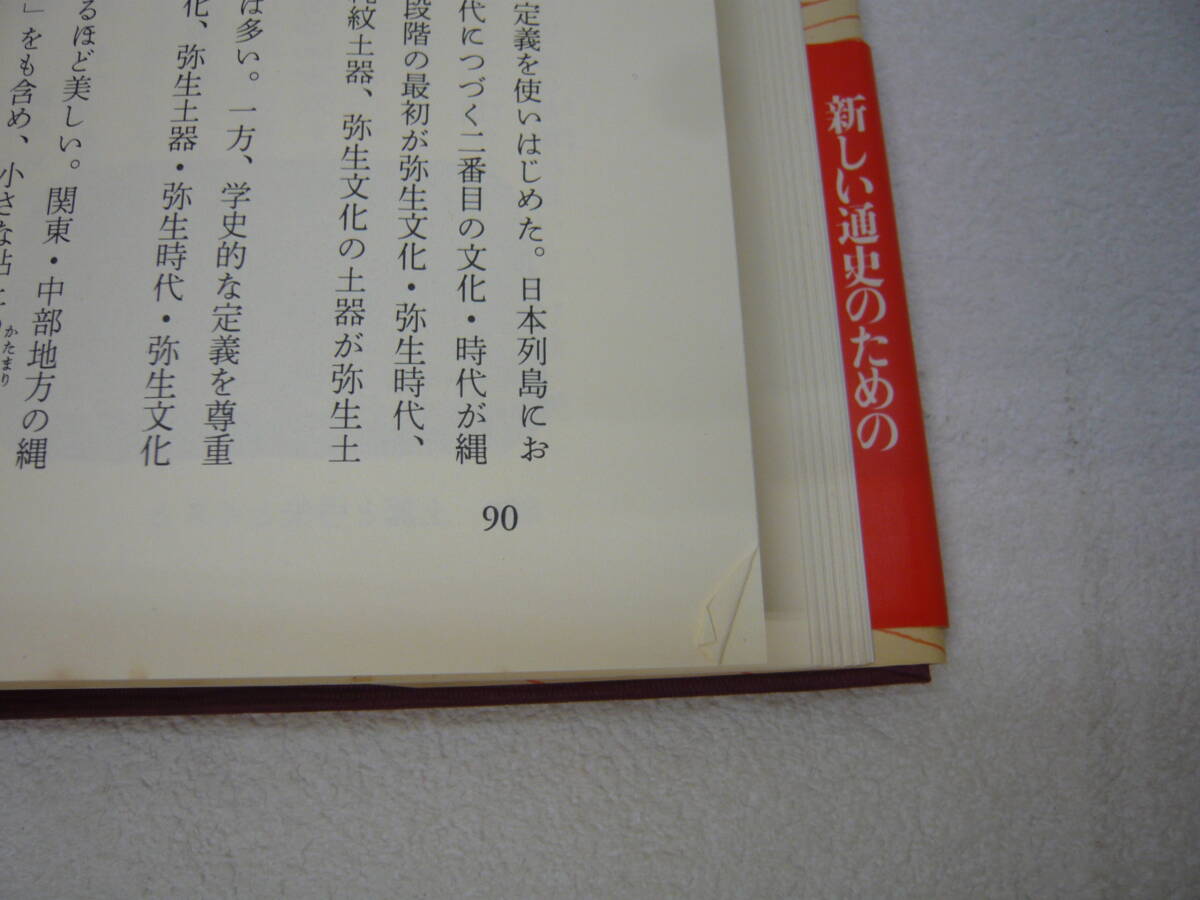 定義を使いはじめた。日本列島にお
代につづく二番目の文化・時代が縄
段階の最初が弥生文化・弥生時代、
紋土器、弥生文化の土器が弥生土
は多い。一方、学史的な定義を尊重
化、弥生土器・弥生時代・弥生文化
るほど美しい。関東・中部地方の縄
」をも含め、小さな粘土
かたまり
90
新しい通史のための